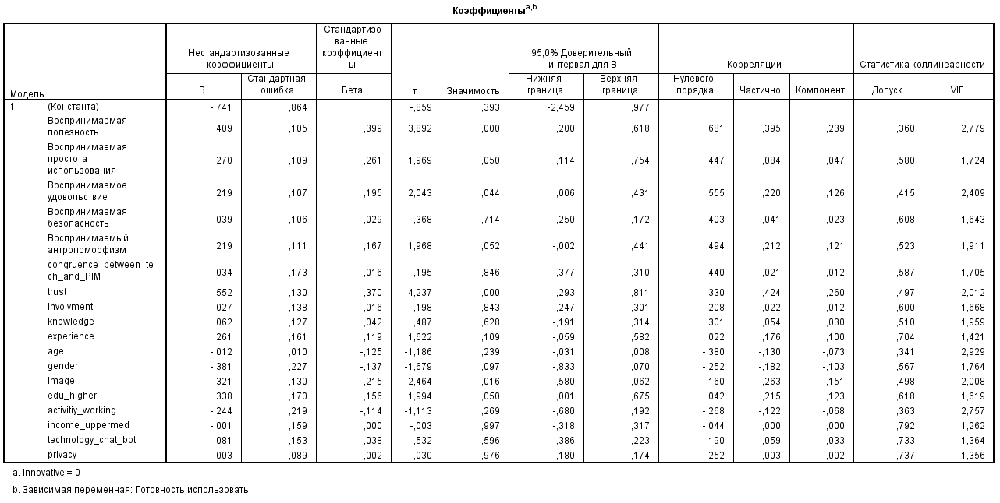 Коэффициентыa,b
Модель Нестандартизованные коэффициенты Стандартизованные коэффициенты т Значимость 95,0% Доверительный интервал для B Корреляции Статистика коллинеарности
B Стандартная ошибка Бета Нижняя граница Верхняя граница Нулевого порядка Частично Компонент Допуск VIF
1 (Константа) -,741 ,864 -,859 ,393 -2,459 ,977
Воспринимаемая полезность ,409 ,105 ,399 3,892 ,000 ,200 ,618 ,681 ,395 ,239 ,360 2,779
Воспринимаемая простота использования ,270 ,109 ,261 1,969 ,050 ,114 ,754 ,447 ,084 ,047 ,580 1,724
Воспринимаемое удовольствие ,219 ,107 ,195 2,043 ,044 ,006 ,431 ,555 ,220 ,126 ,415 2,409
Воспринимаемая безопасность -,039 ,106 -,029 -,368 ,714 -,250 ,172 ,403 -,041 -,023 ,608 1,643
Воспринимаемый антропоморфизм ,219 ,111 ,167 1,968 ,052 -,002 ,441 ,494 ,212 ,121 ,523 1,911
congruence_between_tech_and_PIM -,034 ,173 -,016 -,195 ,846 -,377 ,310 ,440 -,021 -,012 ,587 1,705
trust ,552 ,130 ,370 4,237 ,000 ,293 ,811 ,330 ,424 ,260 ,497 2,012
involvment ,027 ,138 ,016 ,198 ,843 -,247 ,301 ,208 ,022 ,012 ,600 1,668
knowledge ,062 ,127 ,042 ,487 ,628 -,191 ,314 ,301 ,054 ,030 ,510 1,959
experience ,261 ,161 ,119 1,622 ,109 -,059 ,582 ,022 ,176 ,100 ,704 1,421
age -,012 ,010 -,125 -1,186 ,239 -,031 ,008 -,380 -,130 -,073 ,341 2,929
gender -,381 ,227 -,137 -1,679 ,097 -,833 ,070 -,252 -,182 -,103 ,567 1,764
image -,321 ,130 -,215 -2,464 ,016 -,580 -,062 ,160 -,263 -,151 ,498 2,008
edu_higher ,338 ,170 ,156 1,994 ,050 ,001 ,675 ,042 ,215 ,123 ,618 1,619
activitiy_working -,244 ,219 -,114 -1,113 ,269 -,680 ,192 -,268 -,122 -,068 ,363 2,757
income_uppermed -,001 ,159 ,000 -,003 ,997 -,318 ,317 -,044 ,000 ,000 ,792 1,262
technology_chat_bot -,081 ,153 -,038 -,532 ,596 -,386 ,223 ,190 -,059 -,033 ,733 1,364
privacy -,003 ,089 -,002 -,030 ,976 -,180 ,174 -,252 -,003 -,002 ,737 1,356
a. innovative = 0
b. Зависимая переменная: Готовность использовать